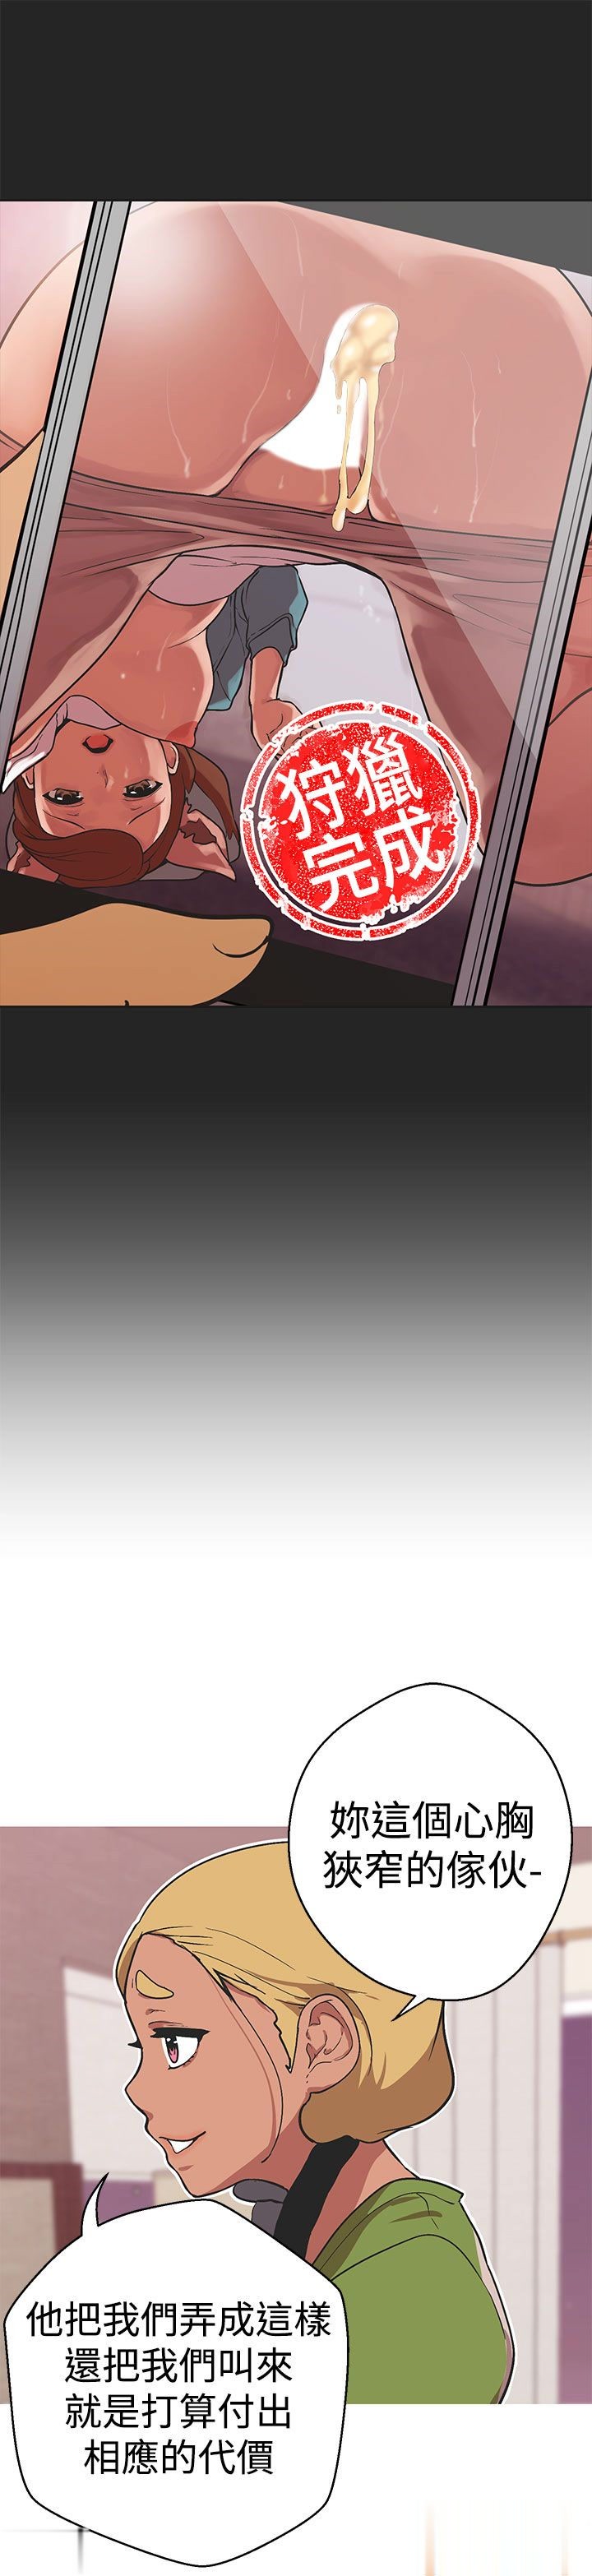 狩獵
完成
妳這個心胸
狹窄的傢伙-
他把我們弄成這樣
還把我們叫來
就是打算付出
相應的代價